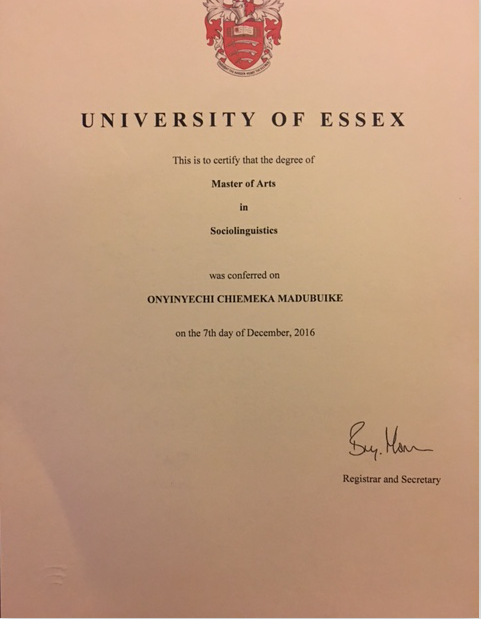 UNIVERSITY OF ESSEX
This is to certify that the degree of
Master of Arts
in
Sociolinguistics
was conferred on
ONYINYECHI CHIEMEKA MADUBUIKE
on the 7th day of December, 2016
Registrar and Secretary